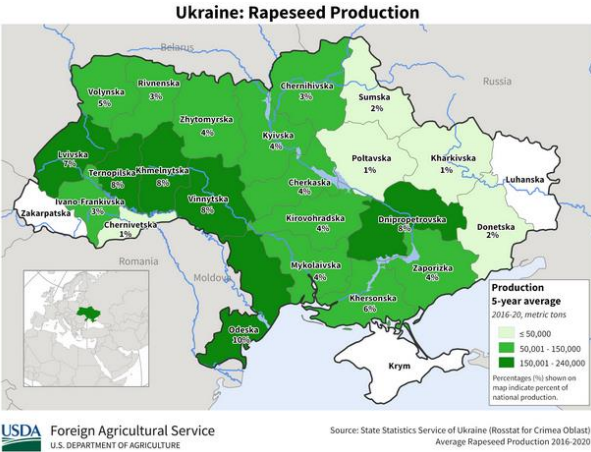 Ukraine: Rapeseed Production
Belarus
Russia
Volynska
5%
Rivnenska
3%
Zhytomyrska
4%
Chernihivska
3%
Sumska
2%
Kyivska
4%
Lvivska
7%
Ternopilska
8%
Khmelnytska
8%
Poltavska
1%
Kharkivska
1%
Luhanska
Cherkaska
4%
Ivano-Frankivska
3%
Zakarpatska
Vinnytska
8%
Chernivetska
1%
Kirovohradska
4%
Dnipropetrovska
8%
Donetska
2%
Romania
Moldova
Mykolaivska
4%
Zaporizka
4%
Khersonska
6%
Odeska
10%
Krym
Production
5-year average
2016-20, metric tons
≤ 50,000
50,001 - 150,000
150,001 - 240,000
Percentages (%) shown on
map indicate percent of
national production.
USDA
Foreign Agricultural Service
U.S. DEPARTMENT OF AGRICULTURE
Source: State Statistics Service of Ukraine (Rosstat for Crimea Oblast)
Average Rapeseed Production 2016-2020